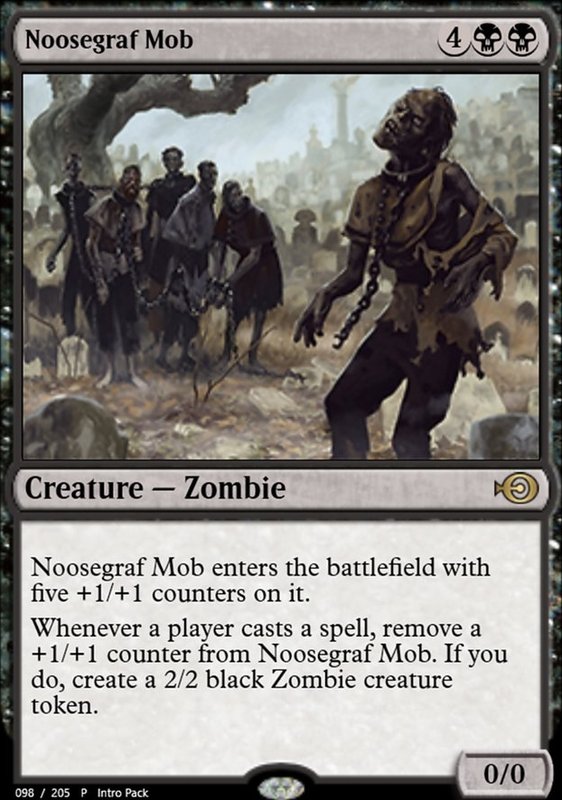 Noosegraf Mob 4
Creature — Zombie
Noosegraf Mob enters the battlefield with
five +1/+1 counters on it.
Whenever a player casts a spell, remove a
+1/+1 counter from Noosegraf Mob. If you
do, create a 2/2 black Zombie creature
token.
0/0
098 / 205 P Intro Pack